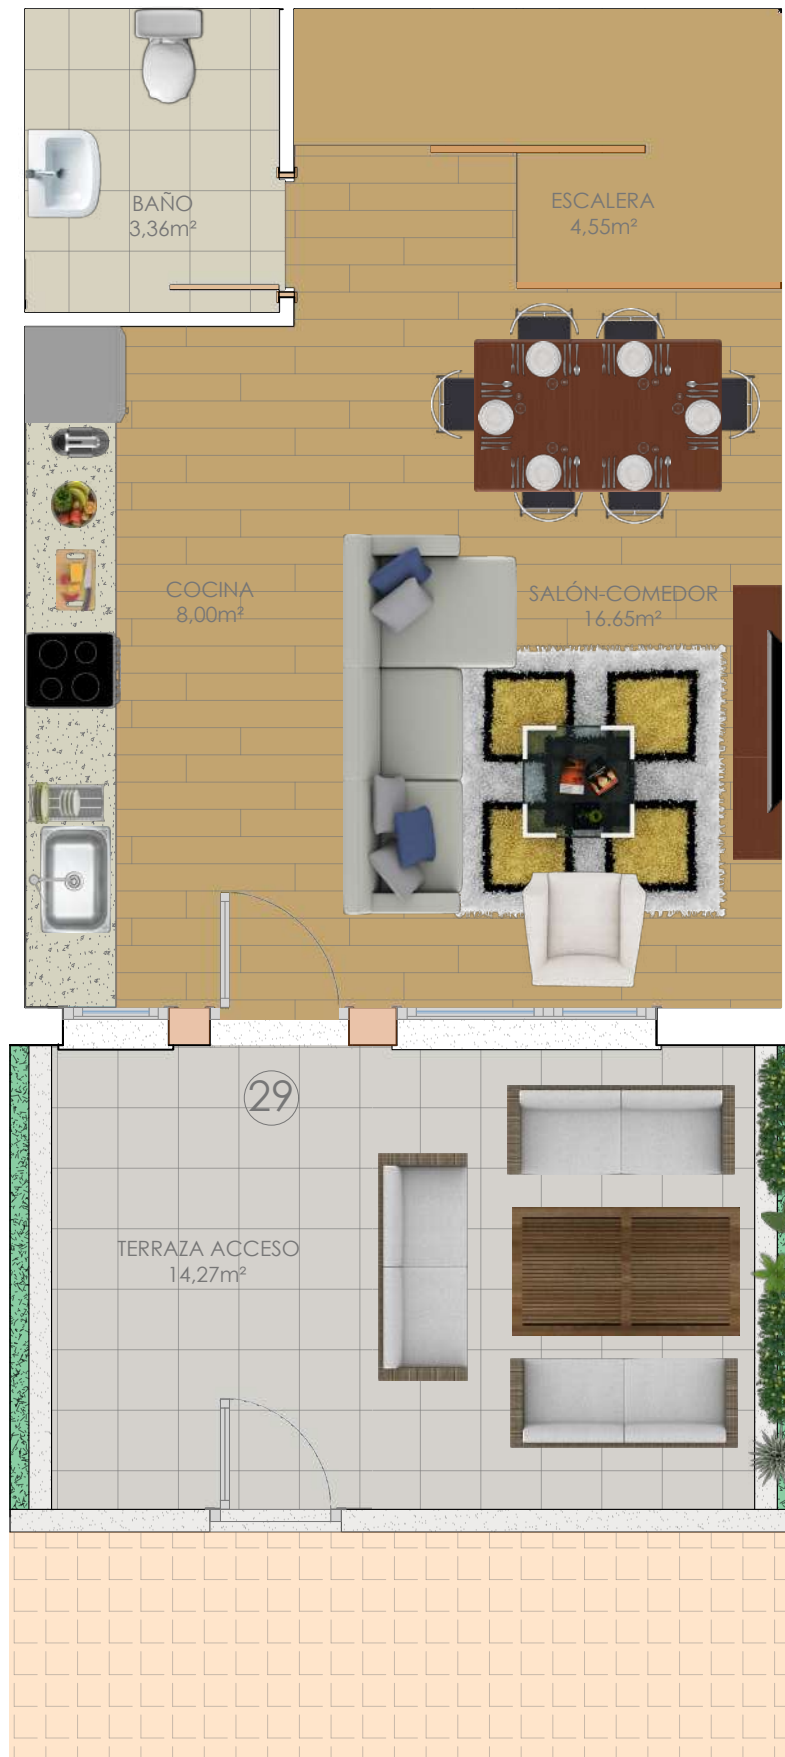 BAÑO
3,36m²
ESCALERA
4,55m²
COCINA
8,00m²
SALÓN-COMEDOR
16.65m²
29
TERRAZA ACCESO
14,27m²